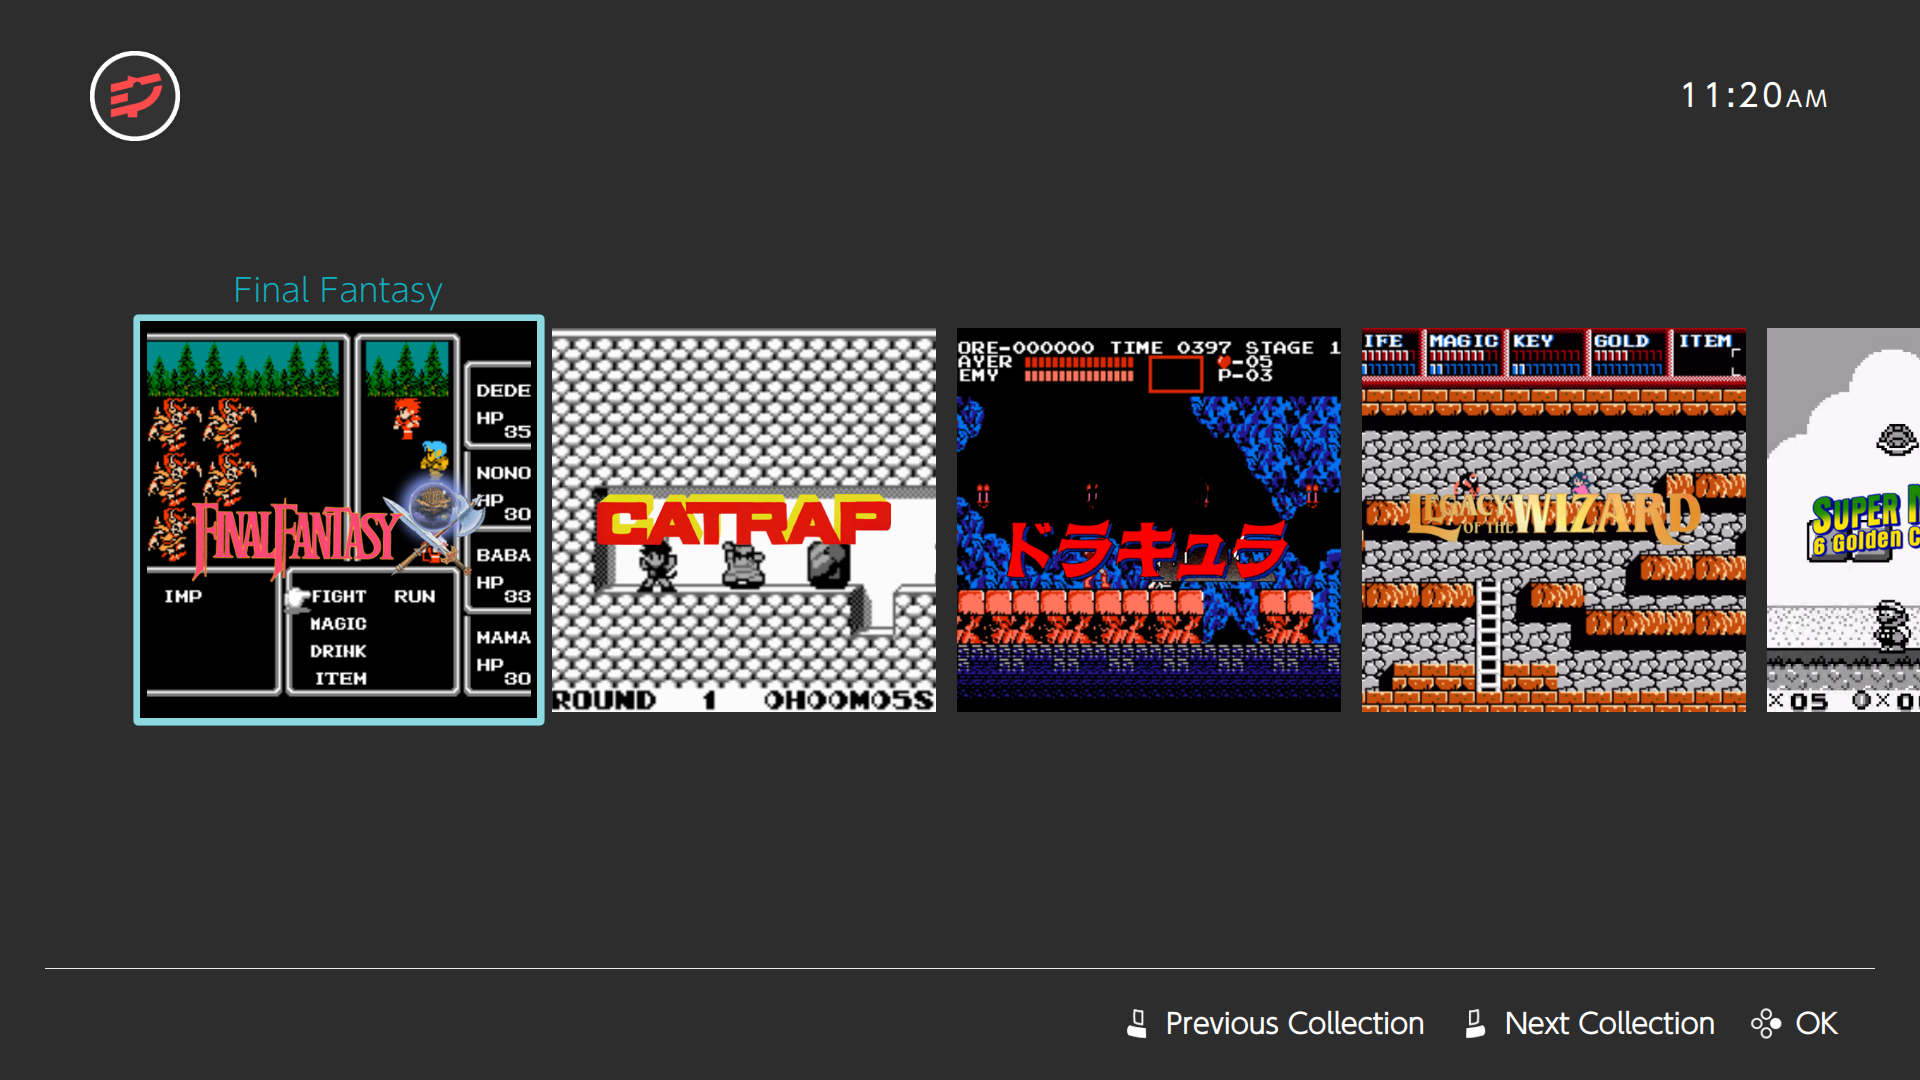 11:20AM
Final Fantasy
DEDE
HP
35
NONO
HP
30
BABA
HP
33
MAMA
HP
30
FINAL FANTASY
IMP
FIGHT RUN
MAGIC
DRINK
ITEM
CATRAP
ROUND 1 0H00M05S
ORE-000000 TIME 0397 STAGE 1
AYER -05
EMY P-03
ドラキュラ
IFE MAGIC KEY GOLD ITEM
LEGACY OF THE WIZARD
SUPER
6 Golden C
×05 ×0
Previous Collection Next Collection OK